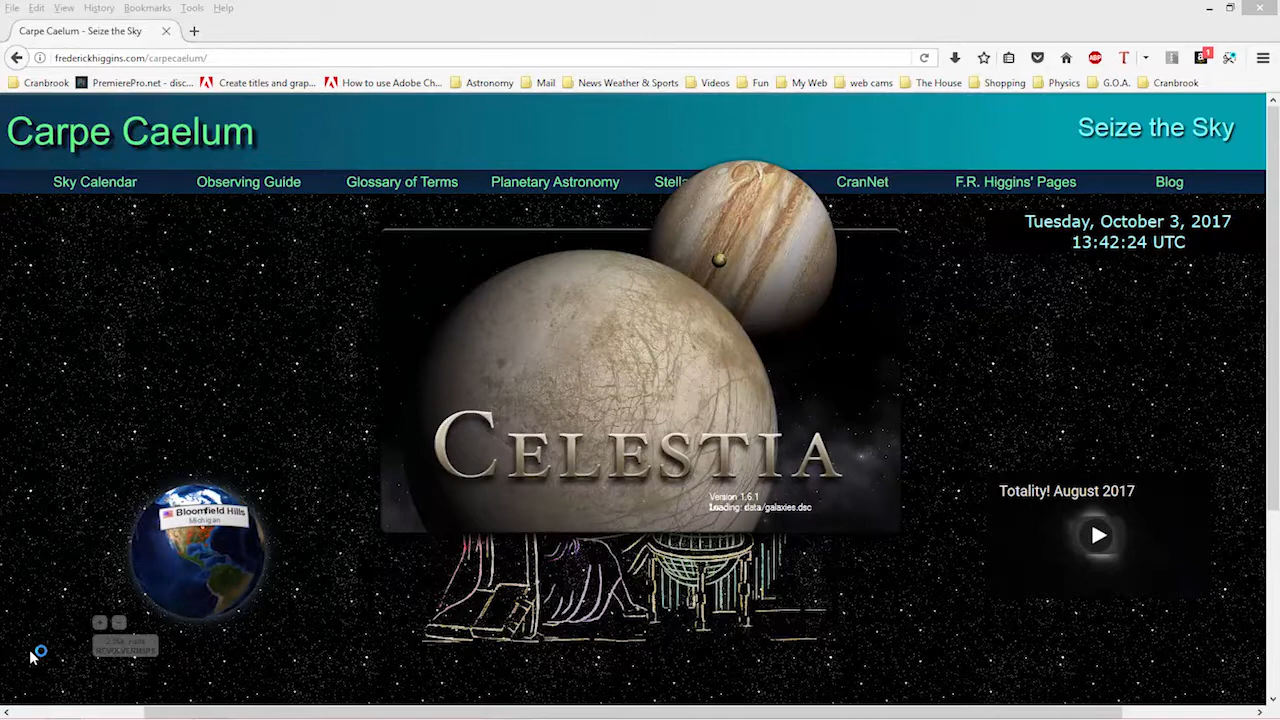 File Edit View History Bookmarks Tools Help
Carpe Caelum - Seize the Sky
frederickhiggins.com/carpecaelum/
Cranbrook PremierePro.net - disc... Create titles and grap... How to use Adobe Ch... Astronomy Mail News Weather & Sports Videos Fun My Web web cams The House Shopping Physics G.O.A. Cranbrook
Carpe Caelum
Seize the Sky
Sky Calendar Observing Guide Glossary of Terms Planetary Astronomy Stella CranNet F.R. Higgins' Pages Blog
Tuesday, October 3, 2017
13:42:24 UTC
CELESTIA
Version 1.6.1
Loading: data/galaxies.dsc
Bloomfield Hills
Michigan
Totality! August 2017
REVOLVERMAPS